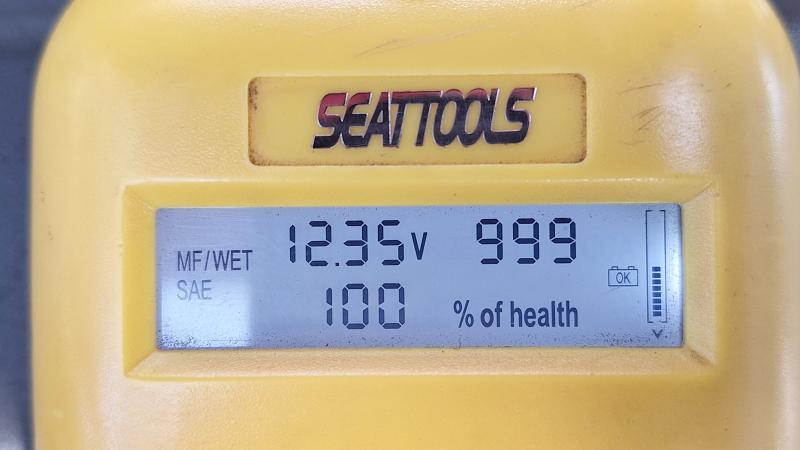 SEATTOOLS
MF/WET 12.35V 999
SAE 100 % of health
OK